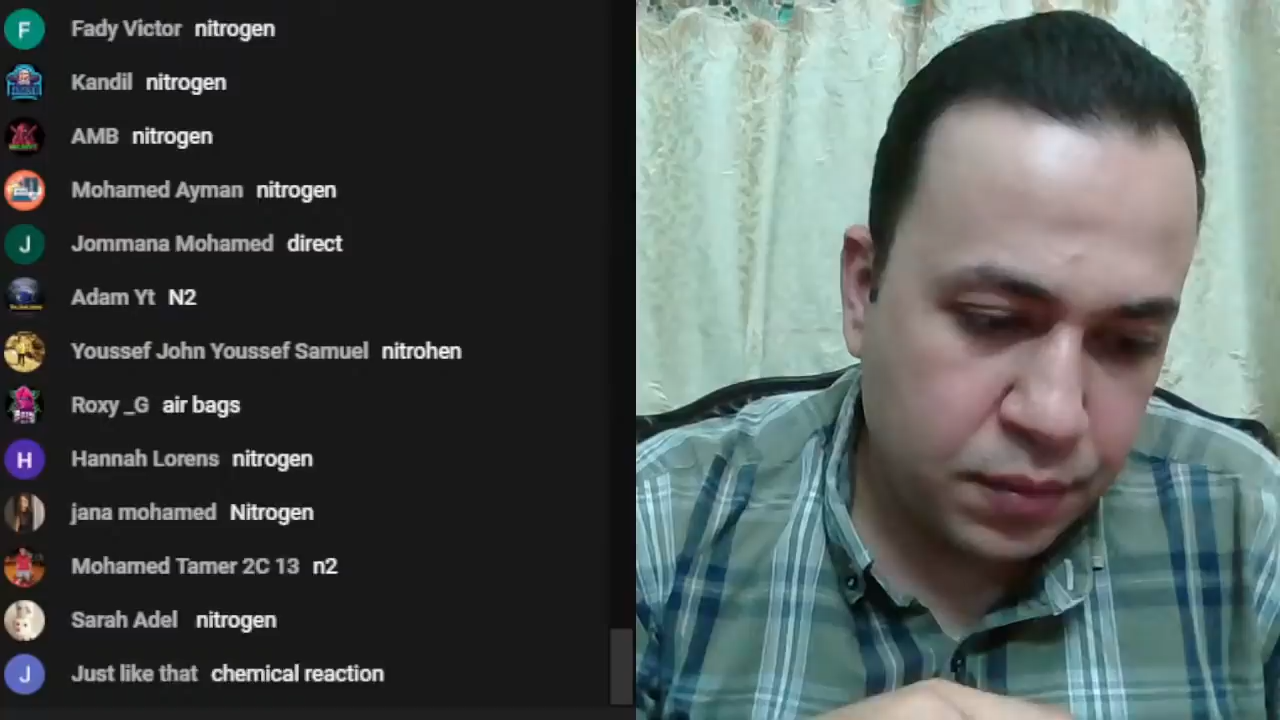 F Fady Victor nitrogen
Kandil nitrogen
AMB nitrogen
Mohamed Ayman nitrogen
J Jommana Mohamed direct
Adam Yt N2
Youssef John Youssef Samuel nitrohen
Roxy _G air bags
H Hannah Lorens nitrogen
jana mohamed Nitrogen
Mohamed Tamer 2C 13 n2
Sarah Adel nitrogen
J Just like that chemical reaction